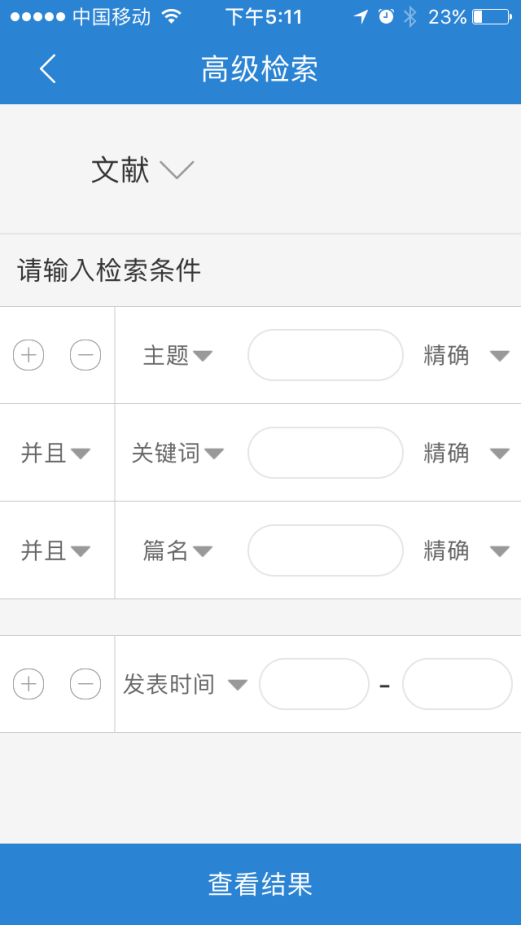 中国移动 下午5:11 23%
高级检索
文献
请输入检索条件
主题 精确
并且 关键词 精确
并且 篇名 精确
发表时间 -
查看结果